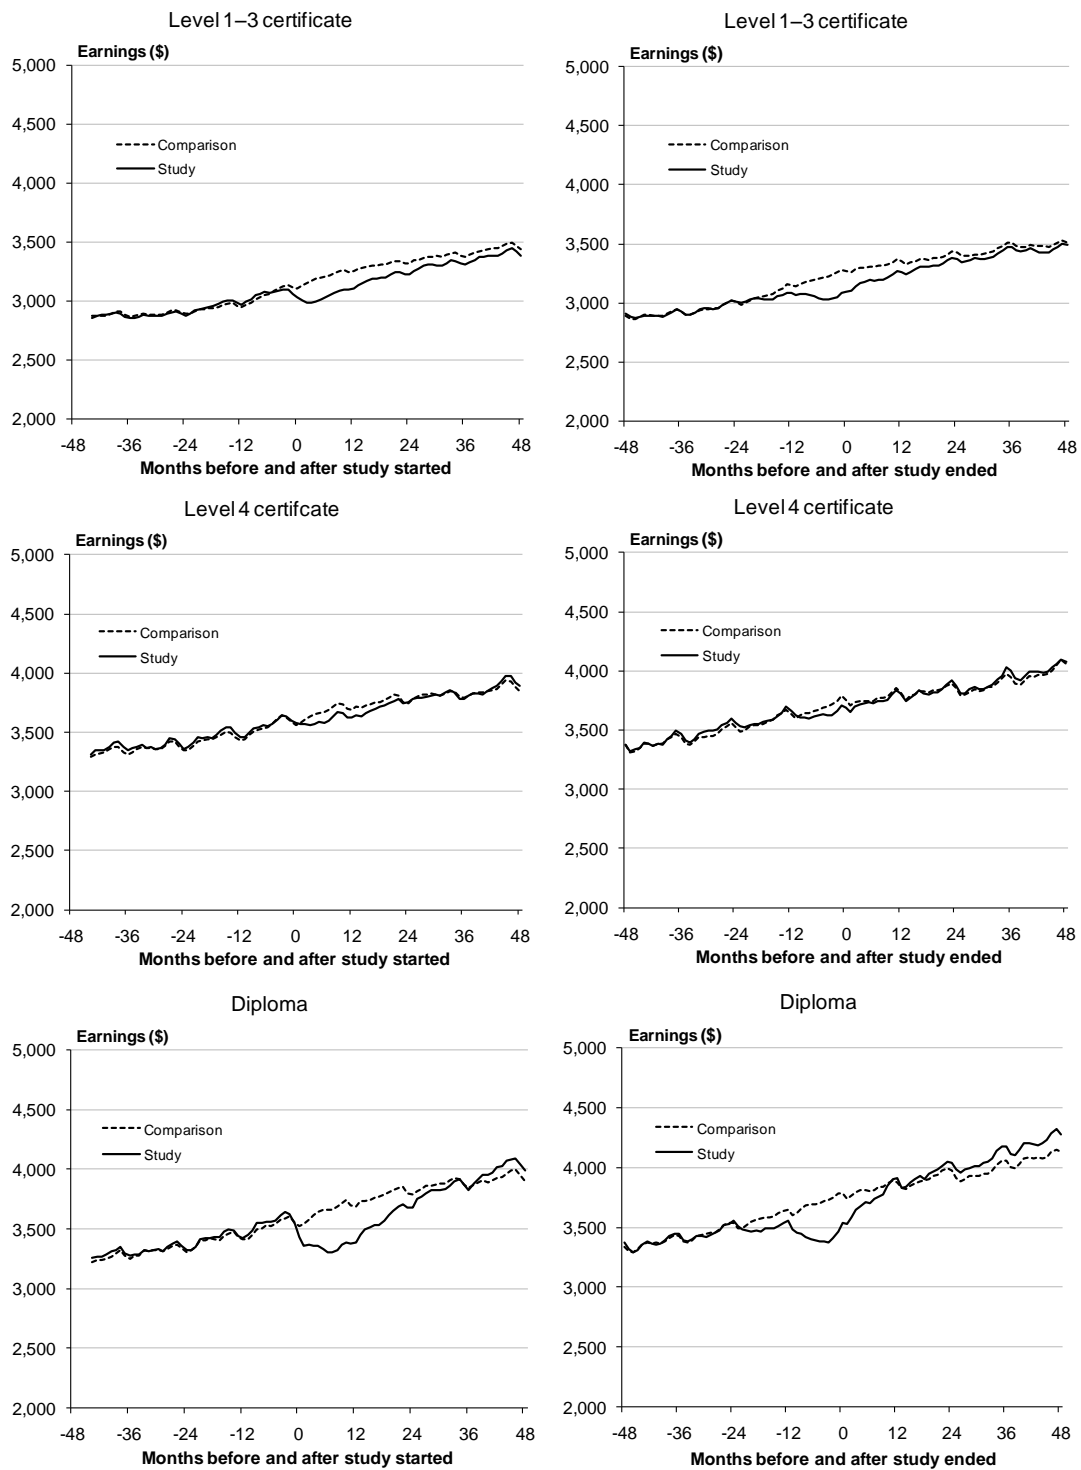 Level 1–3 certificate
Earnings ($)
5,000
4,500
4,000
3,500
3,000
2,500
2,000
Comparison
Study
-48 -36 -24 -12 0 12 24 36 48
Months before and after study started
Level 1–3 certificate
Earnings ($)
5,000
4,500
4,000
3,500
3,000
2,500
2,000
Comparison
Study
-48 -36 -24 -12 0 12 24 36 48
Months before and after study ended
Level 4 certifcate
Earnings ($)
5,000
4,500
4,000
3,500
3,000
2,500
2,000
Comparison
Study
-48 -36 -24 -12 0 12 24 36 48
Months before and after study started
Level 4 certificate
Earnings ($)
5,000
4,500
4,000
3,500
3,000
2,500
2,000
Comparison
Study
-48 -36 -24 -12 0 12 24 36 48
Months before and after study ended
Diploma
Earnings ($)
5,000
4,500
4,000
3,500
3,000
2,500
2,000
Comparison
Study
-48 -36 -24 -12 0 12 24 36 48
Months before and after study started
Diploma
Earnings ($)
5,000
4,500
4,000
3,500
3,000
2,500
2,000
Comparison
Study
-48 -36 -24 -12 0 12 24 36 48
Months before and after study ended